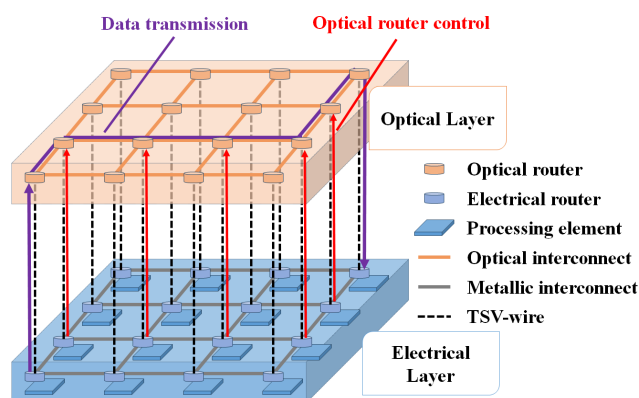 Data transmission
Optical router control
Optical Layer
Optical router
Electrical router
Processing element
Optical interconnect
Metallic interconnect
TSV-wire
Electrical
Layer